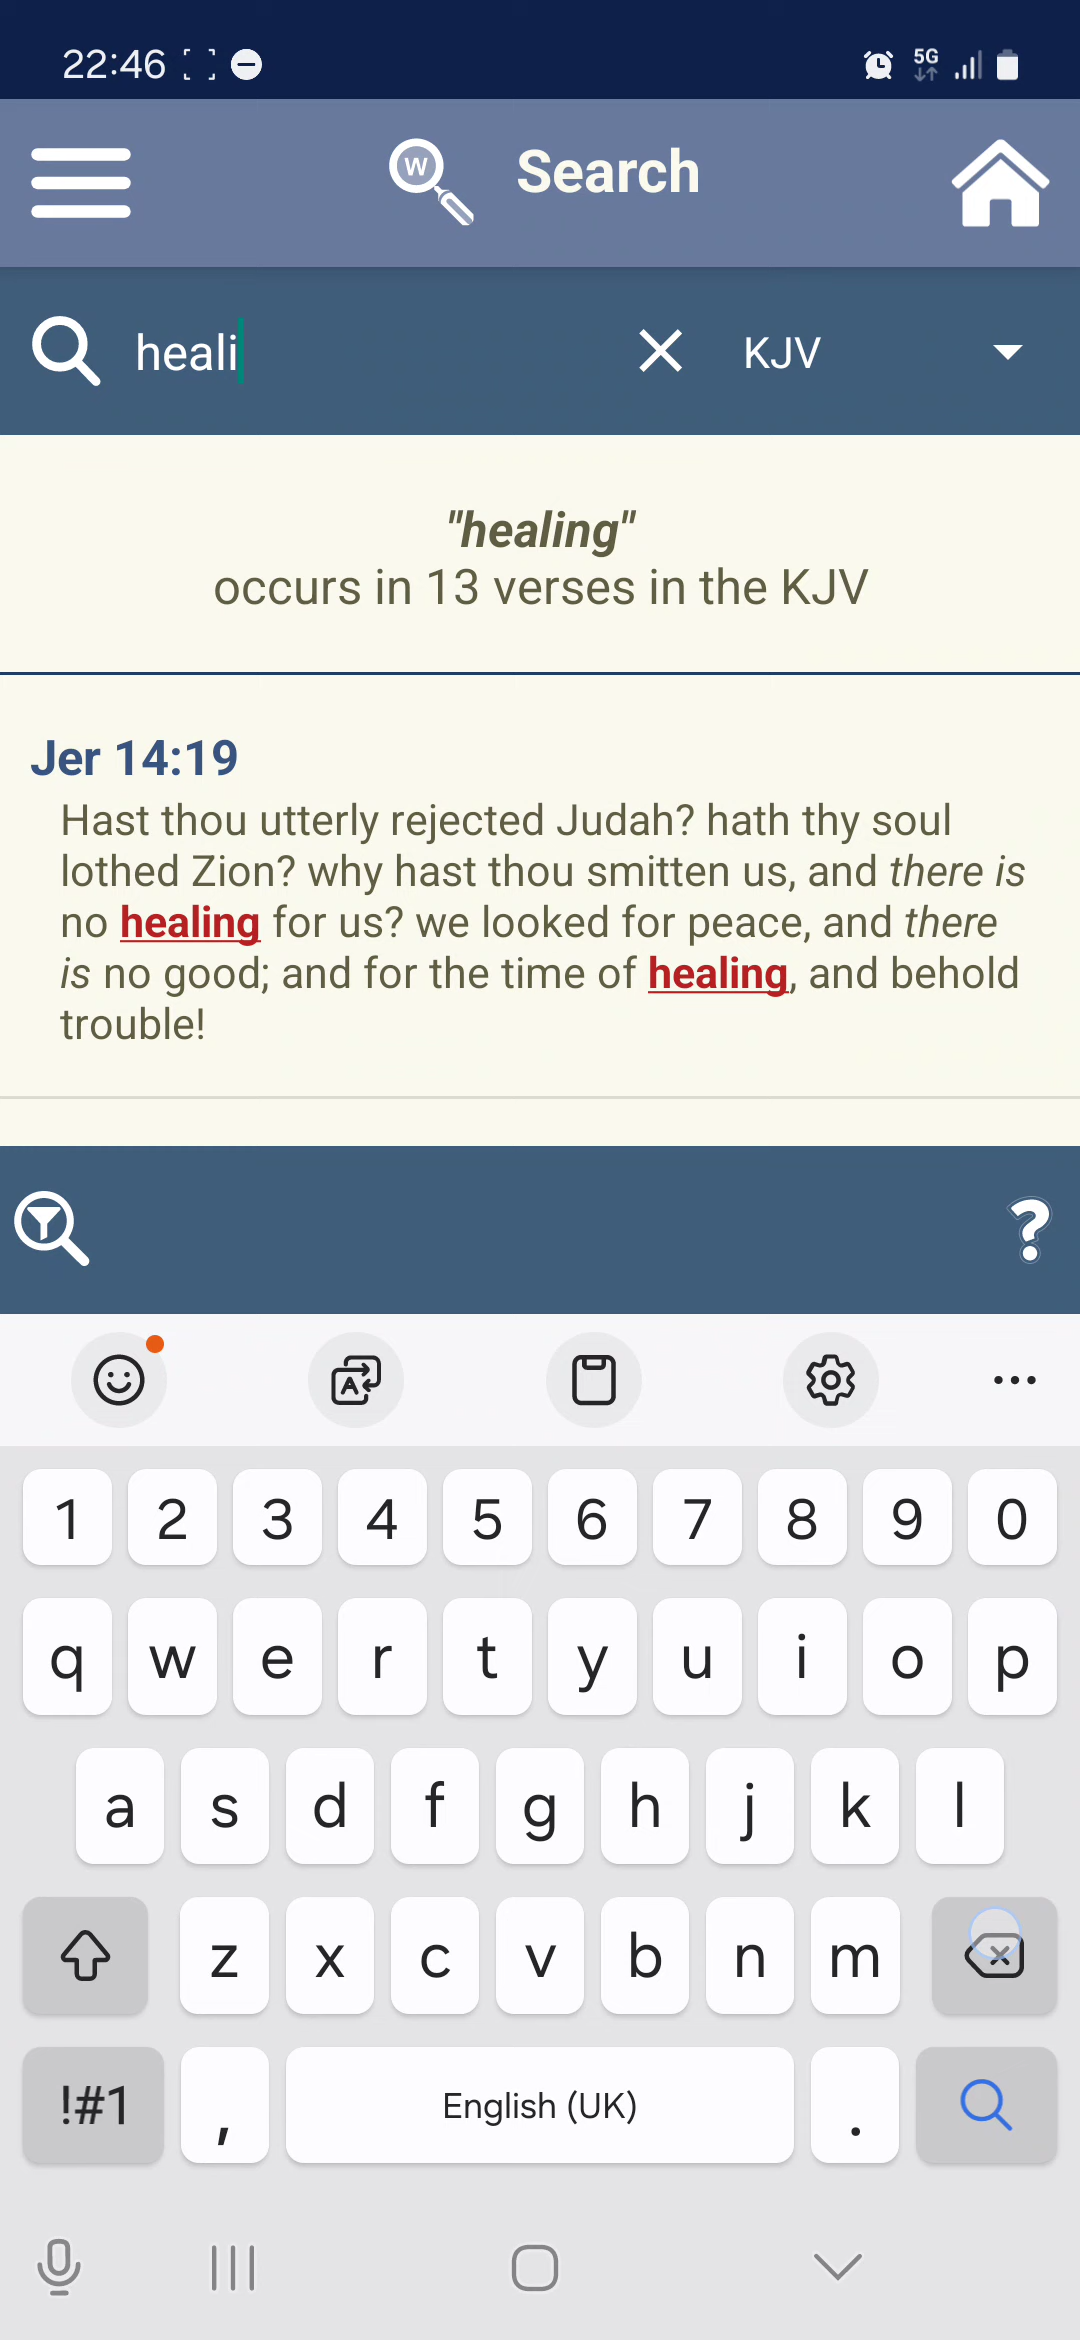 22:46
5G
W
Search
heali
KJV
"healing"
occurs in 13 verses in the KJV
Jer 14:19
Hast thou utterly rejected Judah? hath thy soul
lothed Zion? why hast thou smitten us, and there is
no healing for us? we looked for peace, and there
is no good; and for the time of healing, and behold
trouble!
?
A
1 2 3 4 5 6 7 8 9 0
q w e r t y u i o p
a s d f g h j k l
z x c v b n m
!#1 , English (UK) .